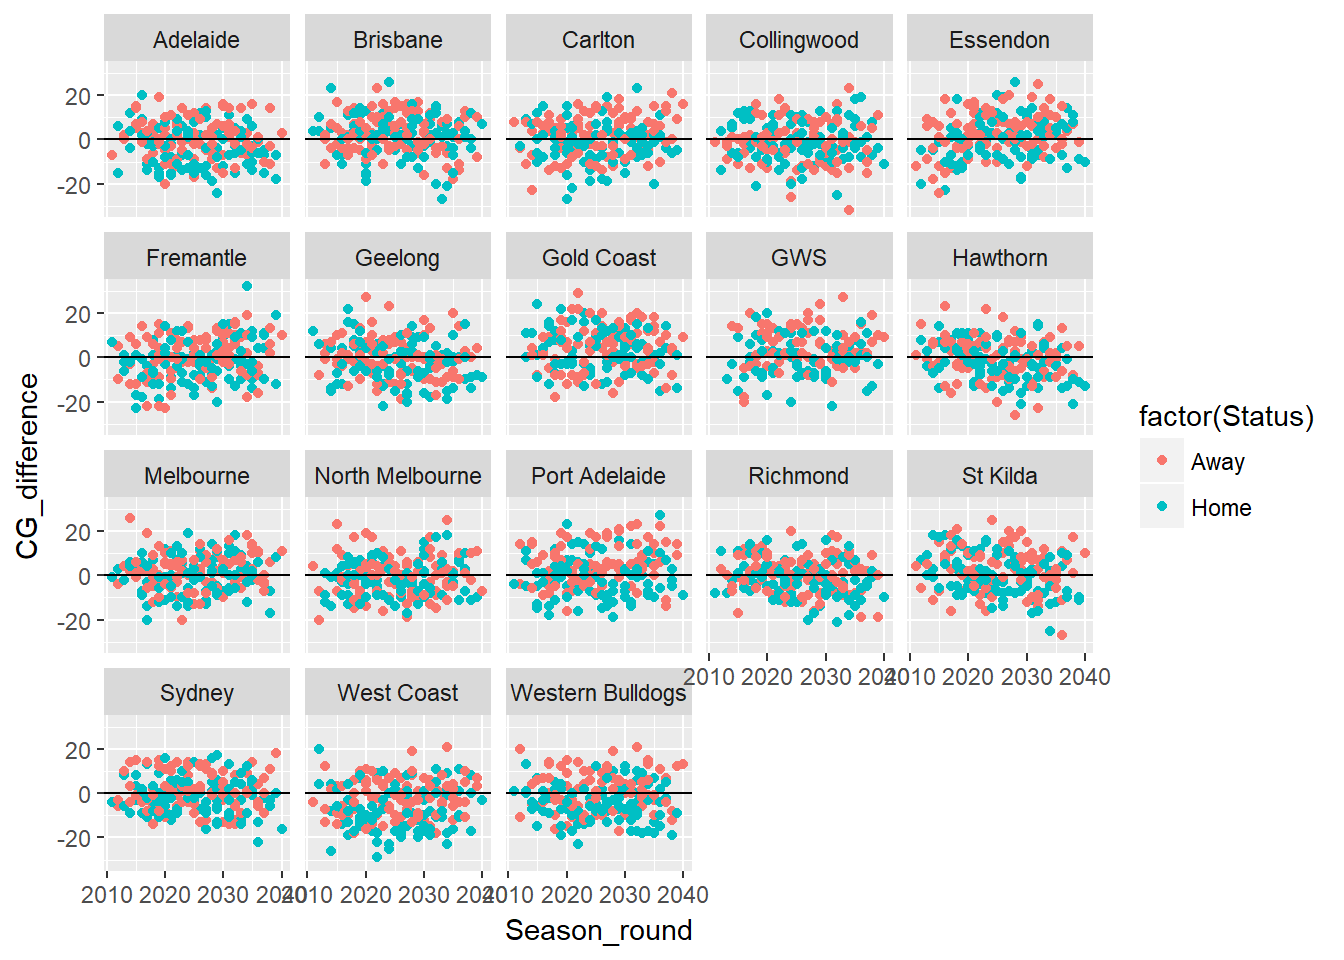 Adelaide Brisbane Carlton Collingwood Essendon
20
0
-20
Fremantle Geelong Gold Coast GWS Hawthorn
20
0
-20
CG_difference
factor(Status)
Away
Home
Melbourne North Melbourne Port Adelaide Richmond St Kilda
20
0
-20
2010 2020 2030 2040 2010 2020 2030 2040
Sydney West Coast Western Bulldogs
20
0
-20
2010 2020 2030 2040 2010 2020 2030 2040 2010 2020 2030 2040
Season_round